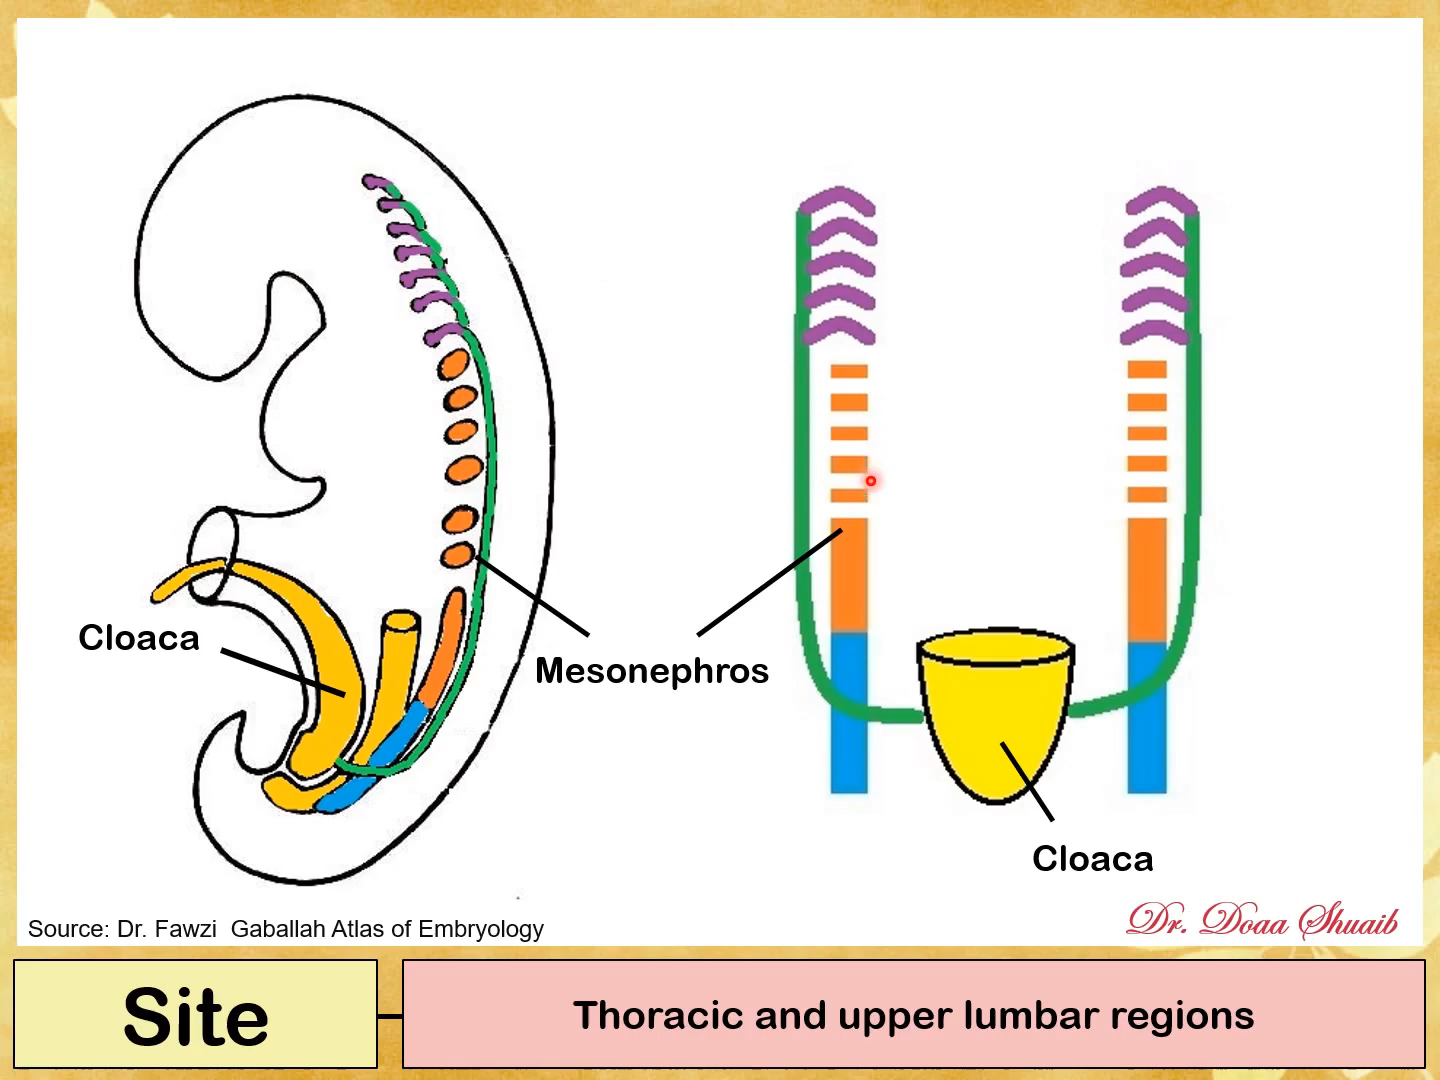 Cloaca
Mesonephros
Cloaca
Source: Dr. Fawzi  Gaballah Atlas of Embryology
Dr. Doaa Shuaib
Site
Thoracic and upper lumbar regions